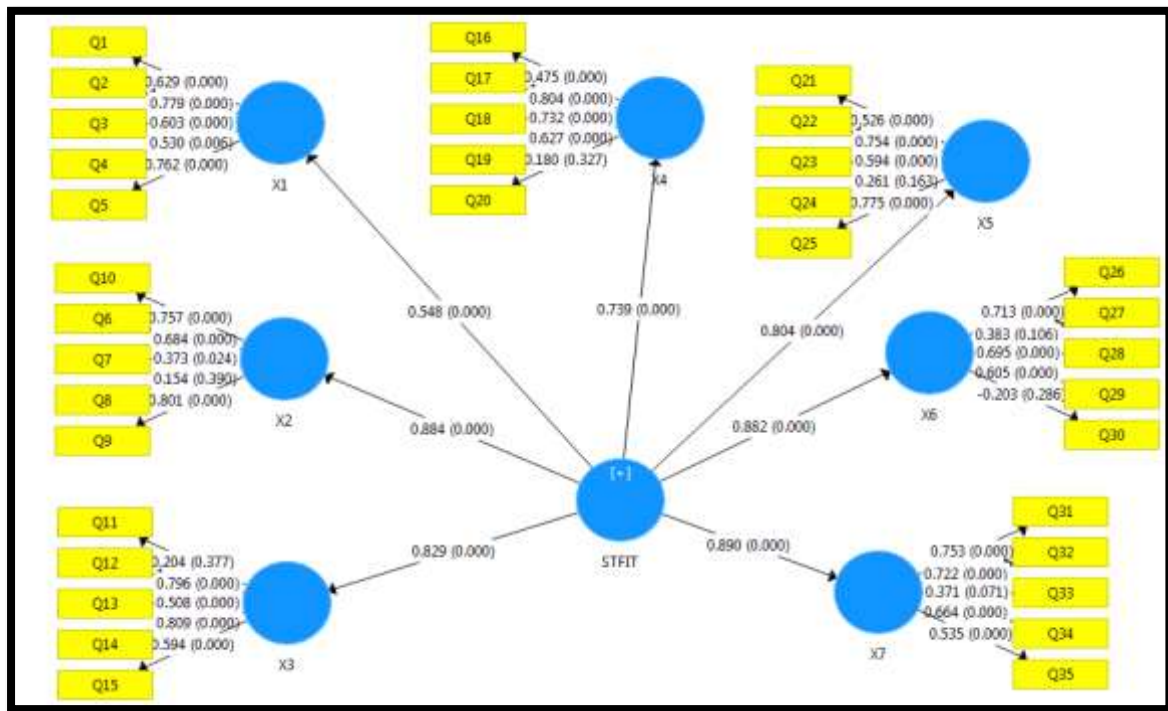 Q1
Q2
Q3
Q4
Q5
0.629 (0.000)
0.779 (0.000)
0.603 (0.000)
0.530 (0.006)
0.762 (0.000)
X1
Q16
Q17
Q18
Q19
Q20
0.475 (0.000)
0.804 (0.000)
0.732 (0.000)
0.627 (0.000)
0.180 (0.327)
X4
Q21
Q22
Q23
Q24
Q25
0.526 (0.000)
0.754 (0.000)
0.594 (0.000)
0.261 (0.163)
0.775 (0.000)
X5
Q10
Q6
Q7
Q8
Q9
0.757 (0.000)
0.684 (0.000)
0.373 (0.024)
0.154 (0.390)
0.801 (0.000)
X2
0.548 (0.000)
0.739 (0.000)
0.804 (0.000)
Q26
Q27
Q28
Q29
Q30
0.713 (0.000)
0.383 (0.106)
0.695 (0.000)
0.605 (0.000)
-0.203 (0.286)
X6
0.884 (0.000)
0.882 (0.000)
[+]
STFIT
Q11
Q12
Q13
Q14
Q15
0.204 (0.377)
0.796 (0.000)
0.508 (0.000)
0.809 (0.000)
0.594 (0.000)
X3
0.829 (0.000)
0.890 (0.000)
Q31
Q32
Q33
Q34
Q35
0.753 (0.000)
0.722 (0.000)
0.371 (0.071)
0.664 (0.000)
0.535 (0.000)
X7